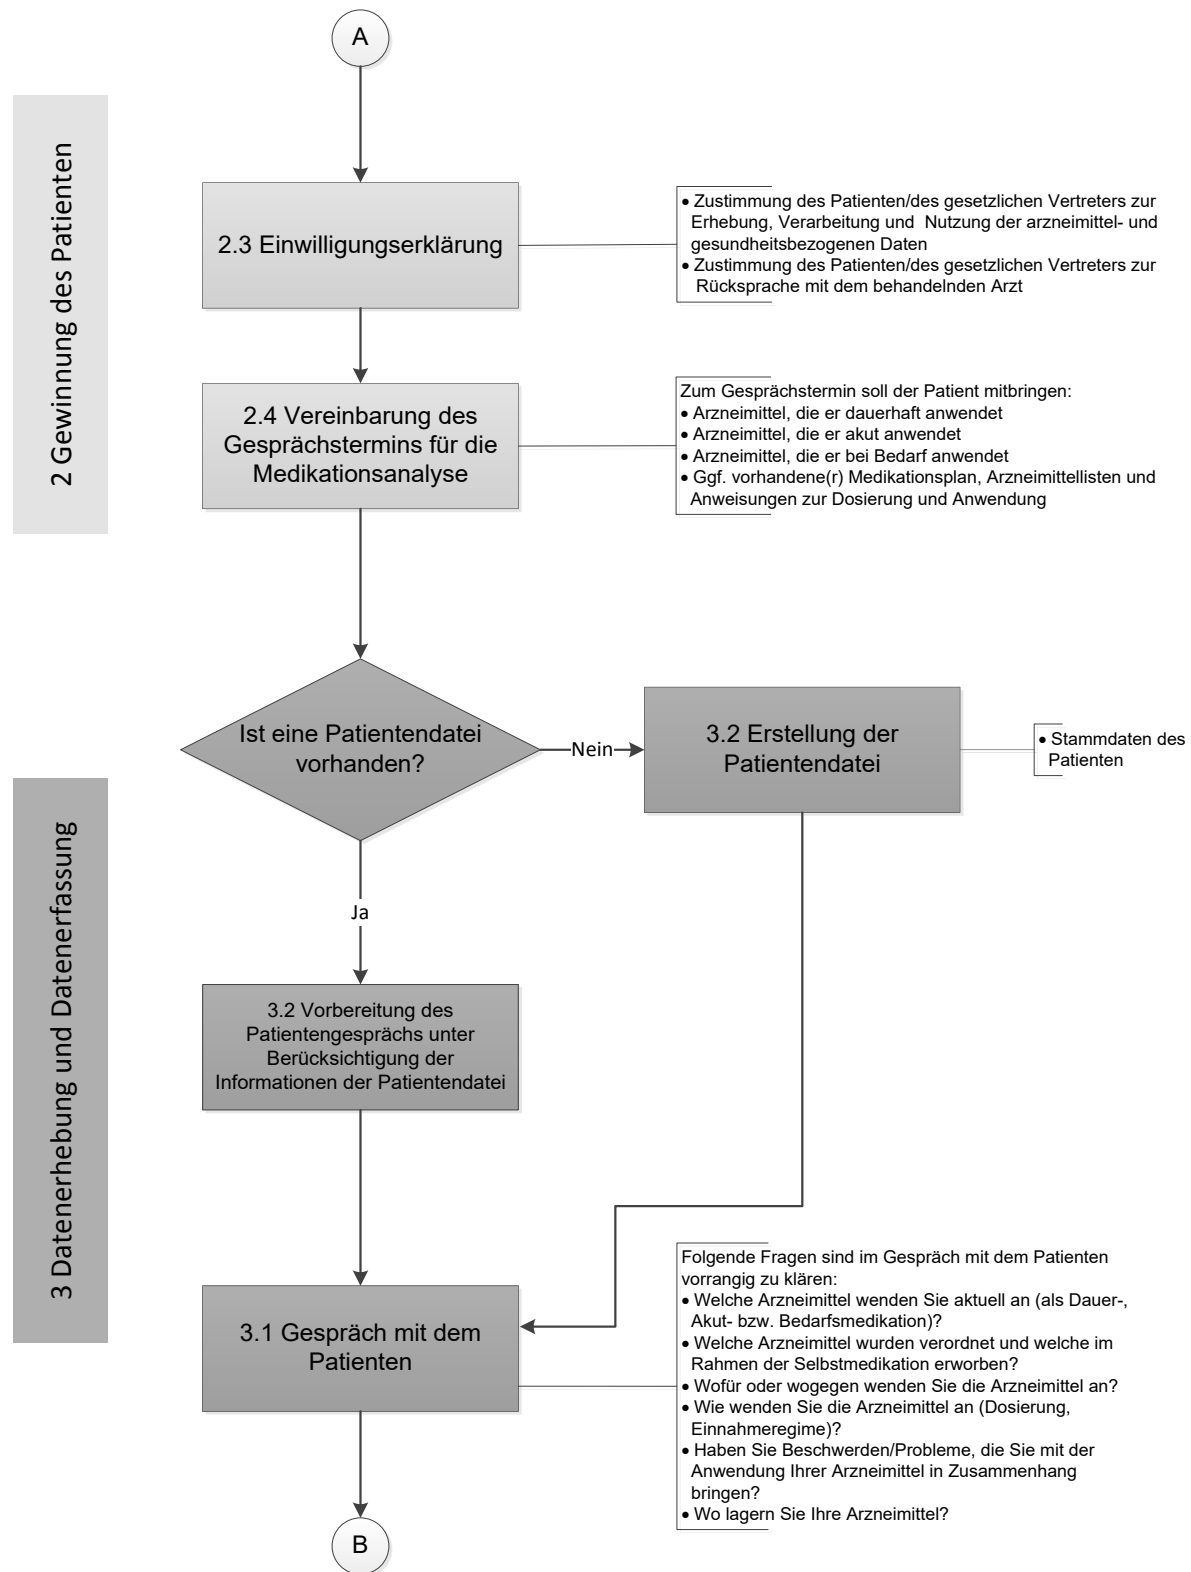 A
2 Gewinnung des Patienten
2.3 Einwilligungserklärung
• Zustimmung des Patienten/des gesetzlichen Vertreters zur
Erhebung, Verarbeitung und Nutzung der arzneimittel- und
gesundheitsbezogenen Daten
• Zustimmung des Patienten/des gesetzlichen Vertreters zur
Rücksprache mit dem behandelnden Arzt
2.4 Vereinbarung des
Gesprächstermins für die
Medikationsanalyse
Zum Gesprächstermin soll der Patient mitbringen:
• Arzneimittel, die er dauerhaft anwendet
• Arzneimittel, die er akut anwendet
• Arzneimittel, die er bei Bedarf anwendet
• Ggf. vorhandene(r) Medikationsplan, Arzneimittellisten und
Anweisungen zur Dosierung und Anwendung
3 Datenerhebung und Datenerfassung
Ist eine Patientendatei
vorhanden?
Nein
3.2 Erstellung der
Patientendatei
• Stammdaten des
Patienten
Ja
3.2 Vorbereitung des
Patientengesprächs unter
Berücksichtigung der
Informationen der Patientendatei
3.1 Gespräch mit dem
Patienten
Folgende Fragen sind im Gespräch mit dem Patienten
vorrangig zu klären:
• Welche Arzneimittel wenden Sie aktuell an (als Dauer-,
Akut- bzw. Bedarfsmedikation)?
• Welche Arzneimittel wurden verordnet und welche im
Rahmen der Selbstmedikation erworben?
• Wofür oder wogegen wenden Sie die Arzneimittel an?
• Wie wenden Sie die Arzneimittel an (Dosierung,
Einnahmeregime)?
• Haben Sie Beschwerden/Probleme, die Sie mit der
Anwendung Ihrer Arzneimittel in Zusammenhang
bringen?
• Wo lagern Sie Ihre Arzneimittel?
B